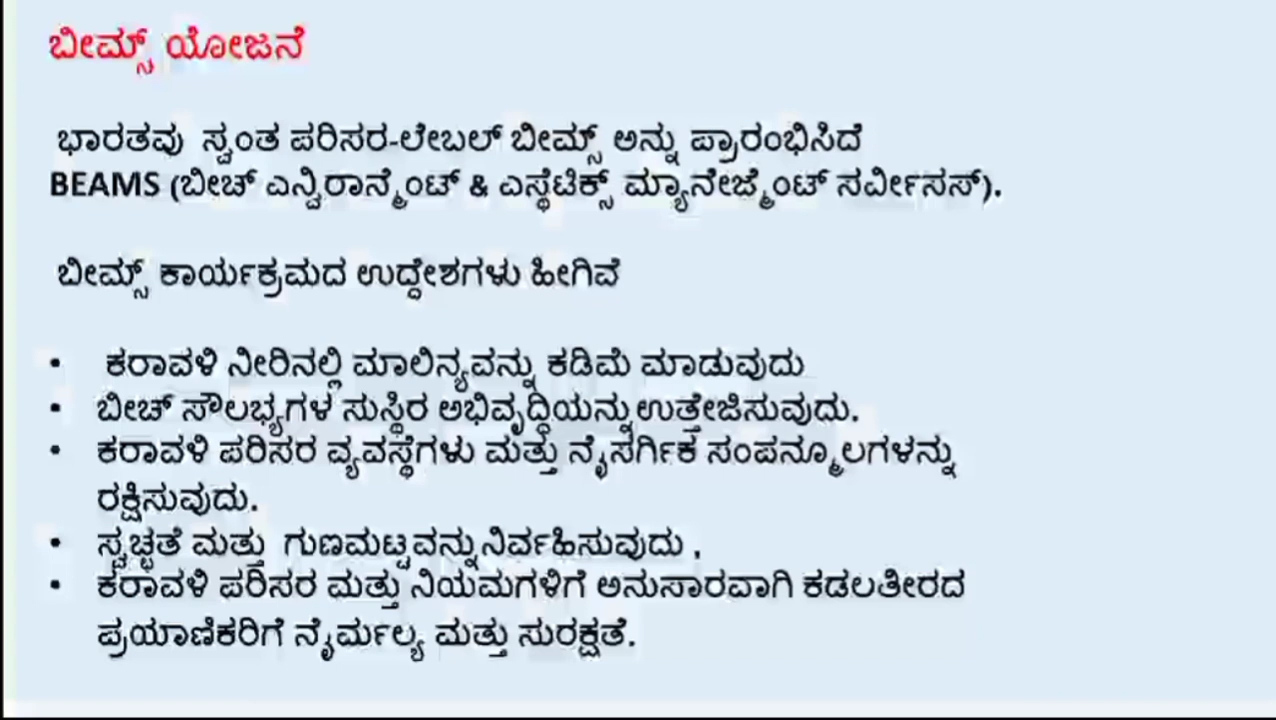 ಬೀಮ್ಸ್ ಯೋಜನೆ
ಭಾರತವು ಸ್ವಂತ ಪರಿಸರ-ಲೇಬಲ್ ಬೀಮ್ಸ್ ಅನ್ನು ಪ್ರಾರಂಭಿಸಿದೆ
BEAMS (ಬೀಚ್ ಎನ್ವಿರಾನ್ಮೆಂಟ್ & ಎಸ್ಥೆಟಿಕ್ಸ್ ಮ್ಯಾನೇಜ್ಮೆಂಟ್ ಸರ್ವೀಸಸ್).
ಬೀಮ್ಸ್ ಕಾರ್ಯಕ್ರಮದ ಉದ್ದೇಶಗಳು ಹೀಗಿವೆ
• ಕರಾವಳಿ ನೀರಿನಲ್ಲಿ ಮಾಲಿನ್ಯವನ್ನು ಕಡಿಮೆ ಮಾಡುವುದು
• ಬೀಚ್ ಸೌಲಭ್ಯಗಳ ಸುಸ್ಥಿರ ಅಭಿವೃದ್ಧಿಯನ್ನು ಉತ್ತೇಜಿಸುವುದು.
• ಕರಾವಳಿ ಪರಿಸರ ವ್ಯವಸ್ಥೆಗಳು ಮತ್ತು ನೈಸರ್ಗಿಕ ಸಂಪನ್ಮೂಲಗಳನ್ನು
ರಕ್ಷಿಸುವುದು.
• ಸ್ವಚ್ಛತೆ ಮತ್ತು ಗುಣಮಟ್ಟವನ್ನು ನಿರ್ವಹಿಸುವುದು .
• ಕರಾವಳಿ ಪರಿಸರ ಮತ್ತು ನಿಯಮಗಳಿಗೆ ಅನುಸಾರವಾಗಿ ಕಡಲತೀರದ
ಪ್ರಯಾಣಿಕರಿಗೆ ನೈರ್ಮಲ್ಯ ಮತ್ತು ಸುರಕ್ಷತೆ.